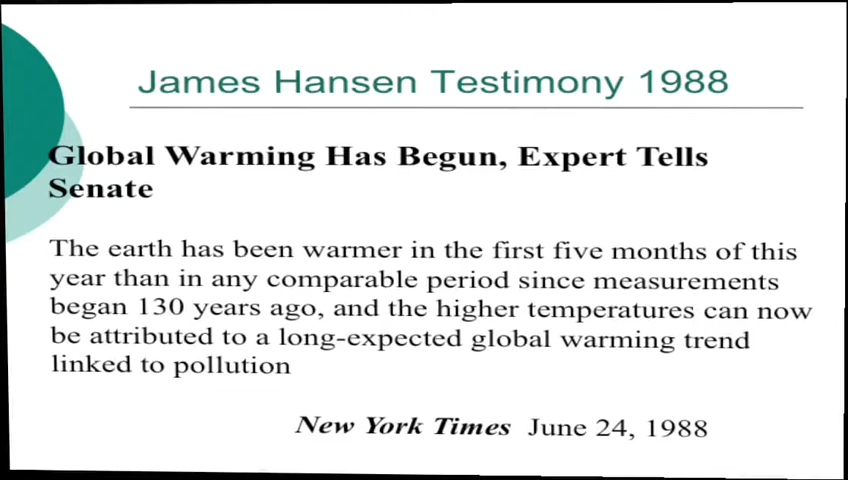 James Hansen Testimony 1988
Global Warming Has Begun, Expert Tells
Senate
The earth has been warmer in the first five months of this
year than in any comparable period since measurements
began 130 years ago, and the higher temperatures can now
be attributed to a long-expected global warming trend
linked to pollution
New York Times June 24, 1988